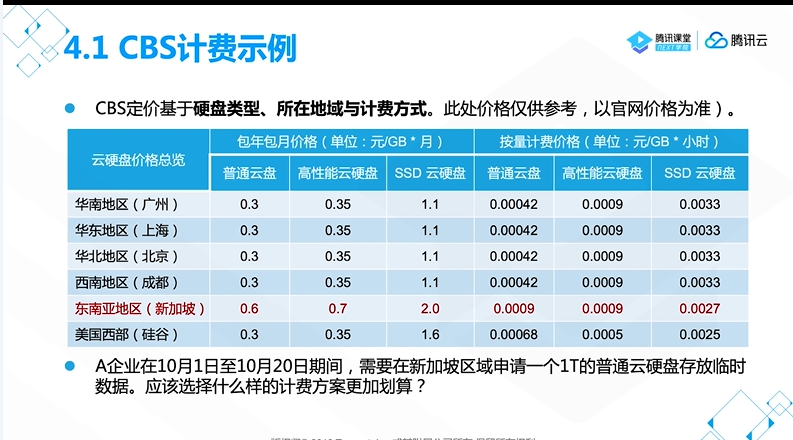 4.1 CBS计费示例
腾讯课堂
NEXT学院
腾讯云
CBS定价基于硬盘类型、所在地域与计费方式。此处价格仅供参考，以官网价格为准）。
云硬盘价格总览 包年包月价格（单位：元/GB * 月） 按量计费价格（单位：元/GB * 小时）
普通云盘 高性能云硬盘 SSD 云硬盘 普通云盘 高性能云硬盘 SSD 云硬盘
华南地区（广州） 0.3 0.35 1.1 0.00042 0.0009 0.0033
华东地区（上海） 0.3 0.35 1.1 0.00042 0.0009 0.0033
华北地区（北京） 0.3 0.35 1.1 0.00042 0.0009 0.0033
西南地区（成都） 0.3 0.35 1.1 0.00042 0.0009 0.0033
东南亚地区（新加坡） 0.6 0.7 2.0 0.0009 0.0009 0.0027
美国西部（硅谷） 0.3 0.35 1.6 0.00068 0.0005 0.0025
A企业在10月1日至10月20日期间，需要在新加坡区域申请一个1T的普通云硬盘存放临时
数据。应该选择什么样的计费方案更加划算？